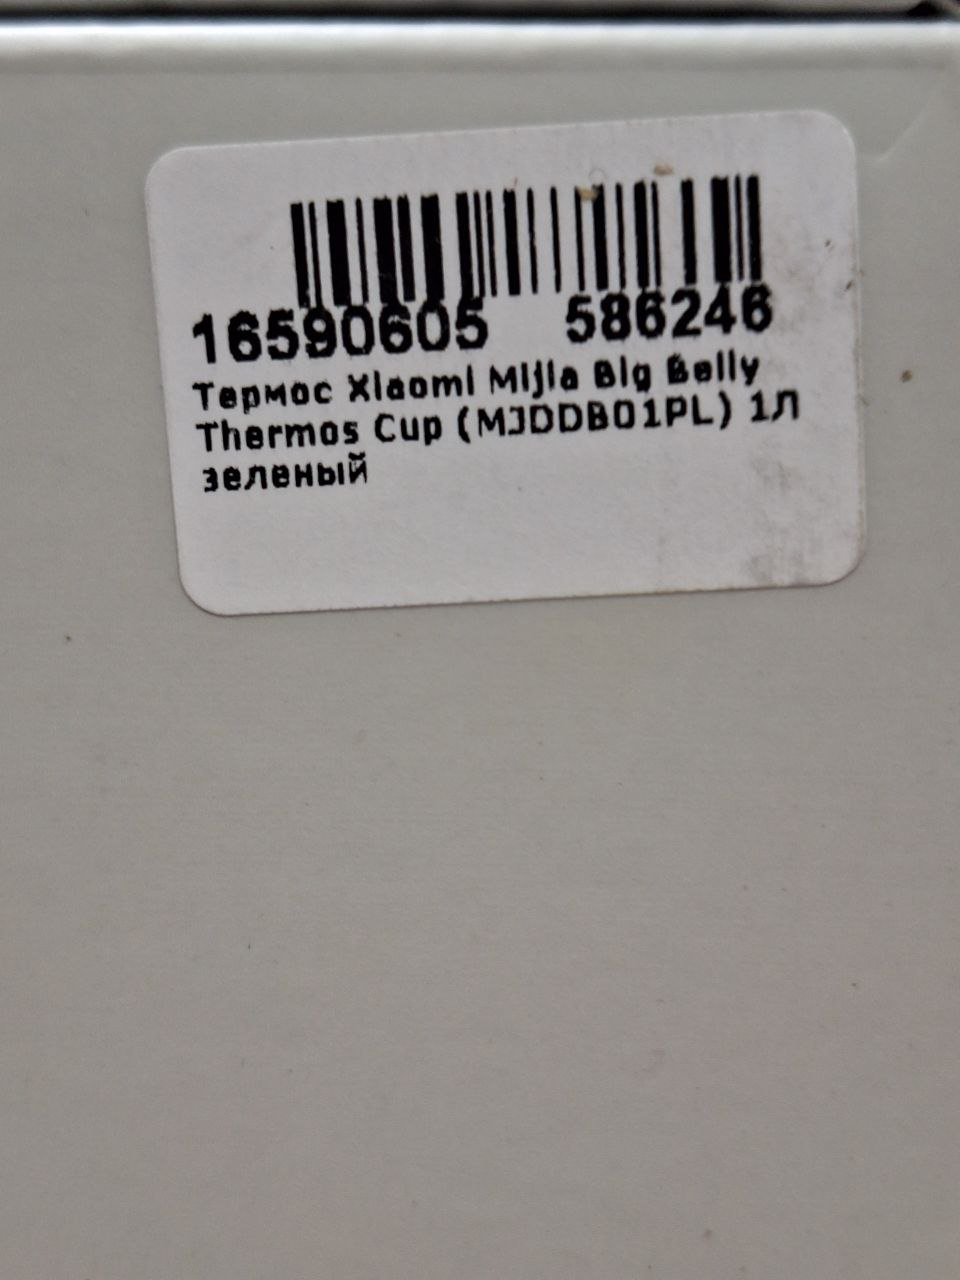 16590605 586246
Термос Xiaomi Mijia Big Belly
Thermos Cup (MJDDB01PL) 1Л
зеленый